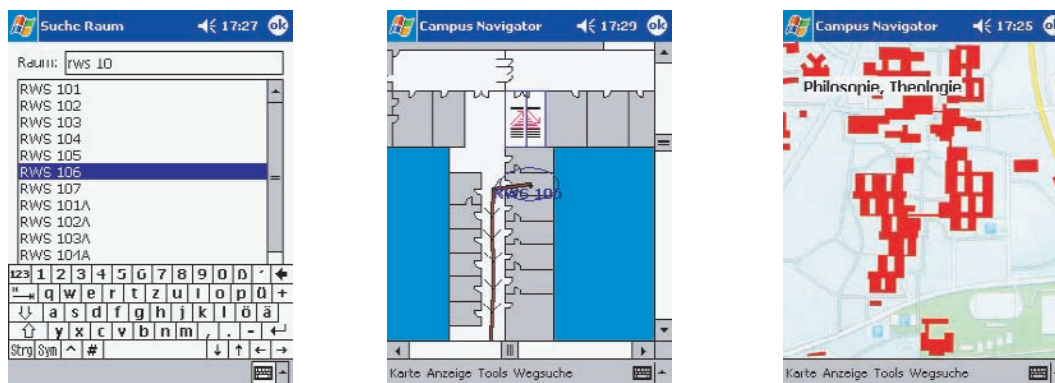 Suche Raum 17:27 ok
Raum: rws 10
RWS 101
RWS 102
RWS 103
RWS 104
RWS 105
RWS 106
RWS 107
RWS 101A
RWS 102A
RWS 103A
RWS 104A
123 1 2 3 4 5 6 7 8 9 0 ß ´
q w e r t z u i o p ü +
a s d f g h j k l ö ä
y x c v b n m , . -
Strg Sym ^ #
Campus Navigator 17:29 ok
RWS 106
Karte Anzeige Tools Wegsuche
Campus Navigator 17:25 ok
Philosopie, Theologie
Karte Anzeige Tools Wegsuche